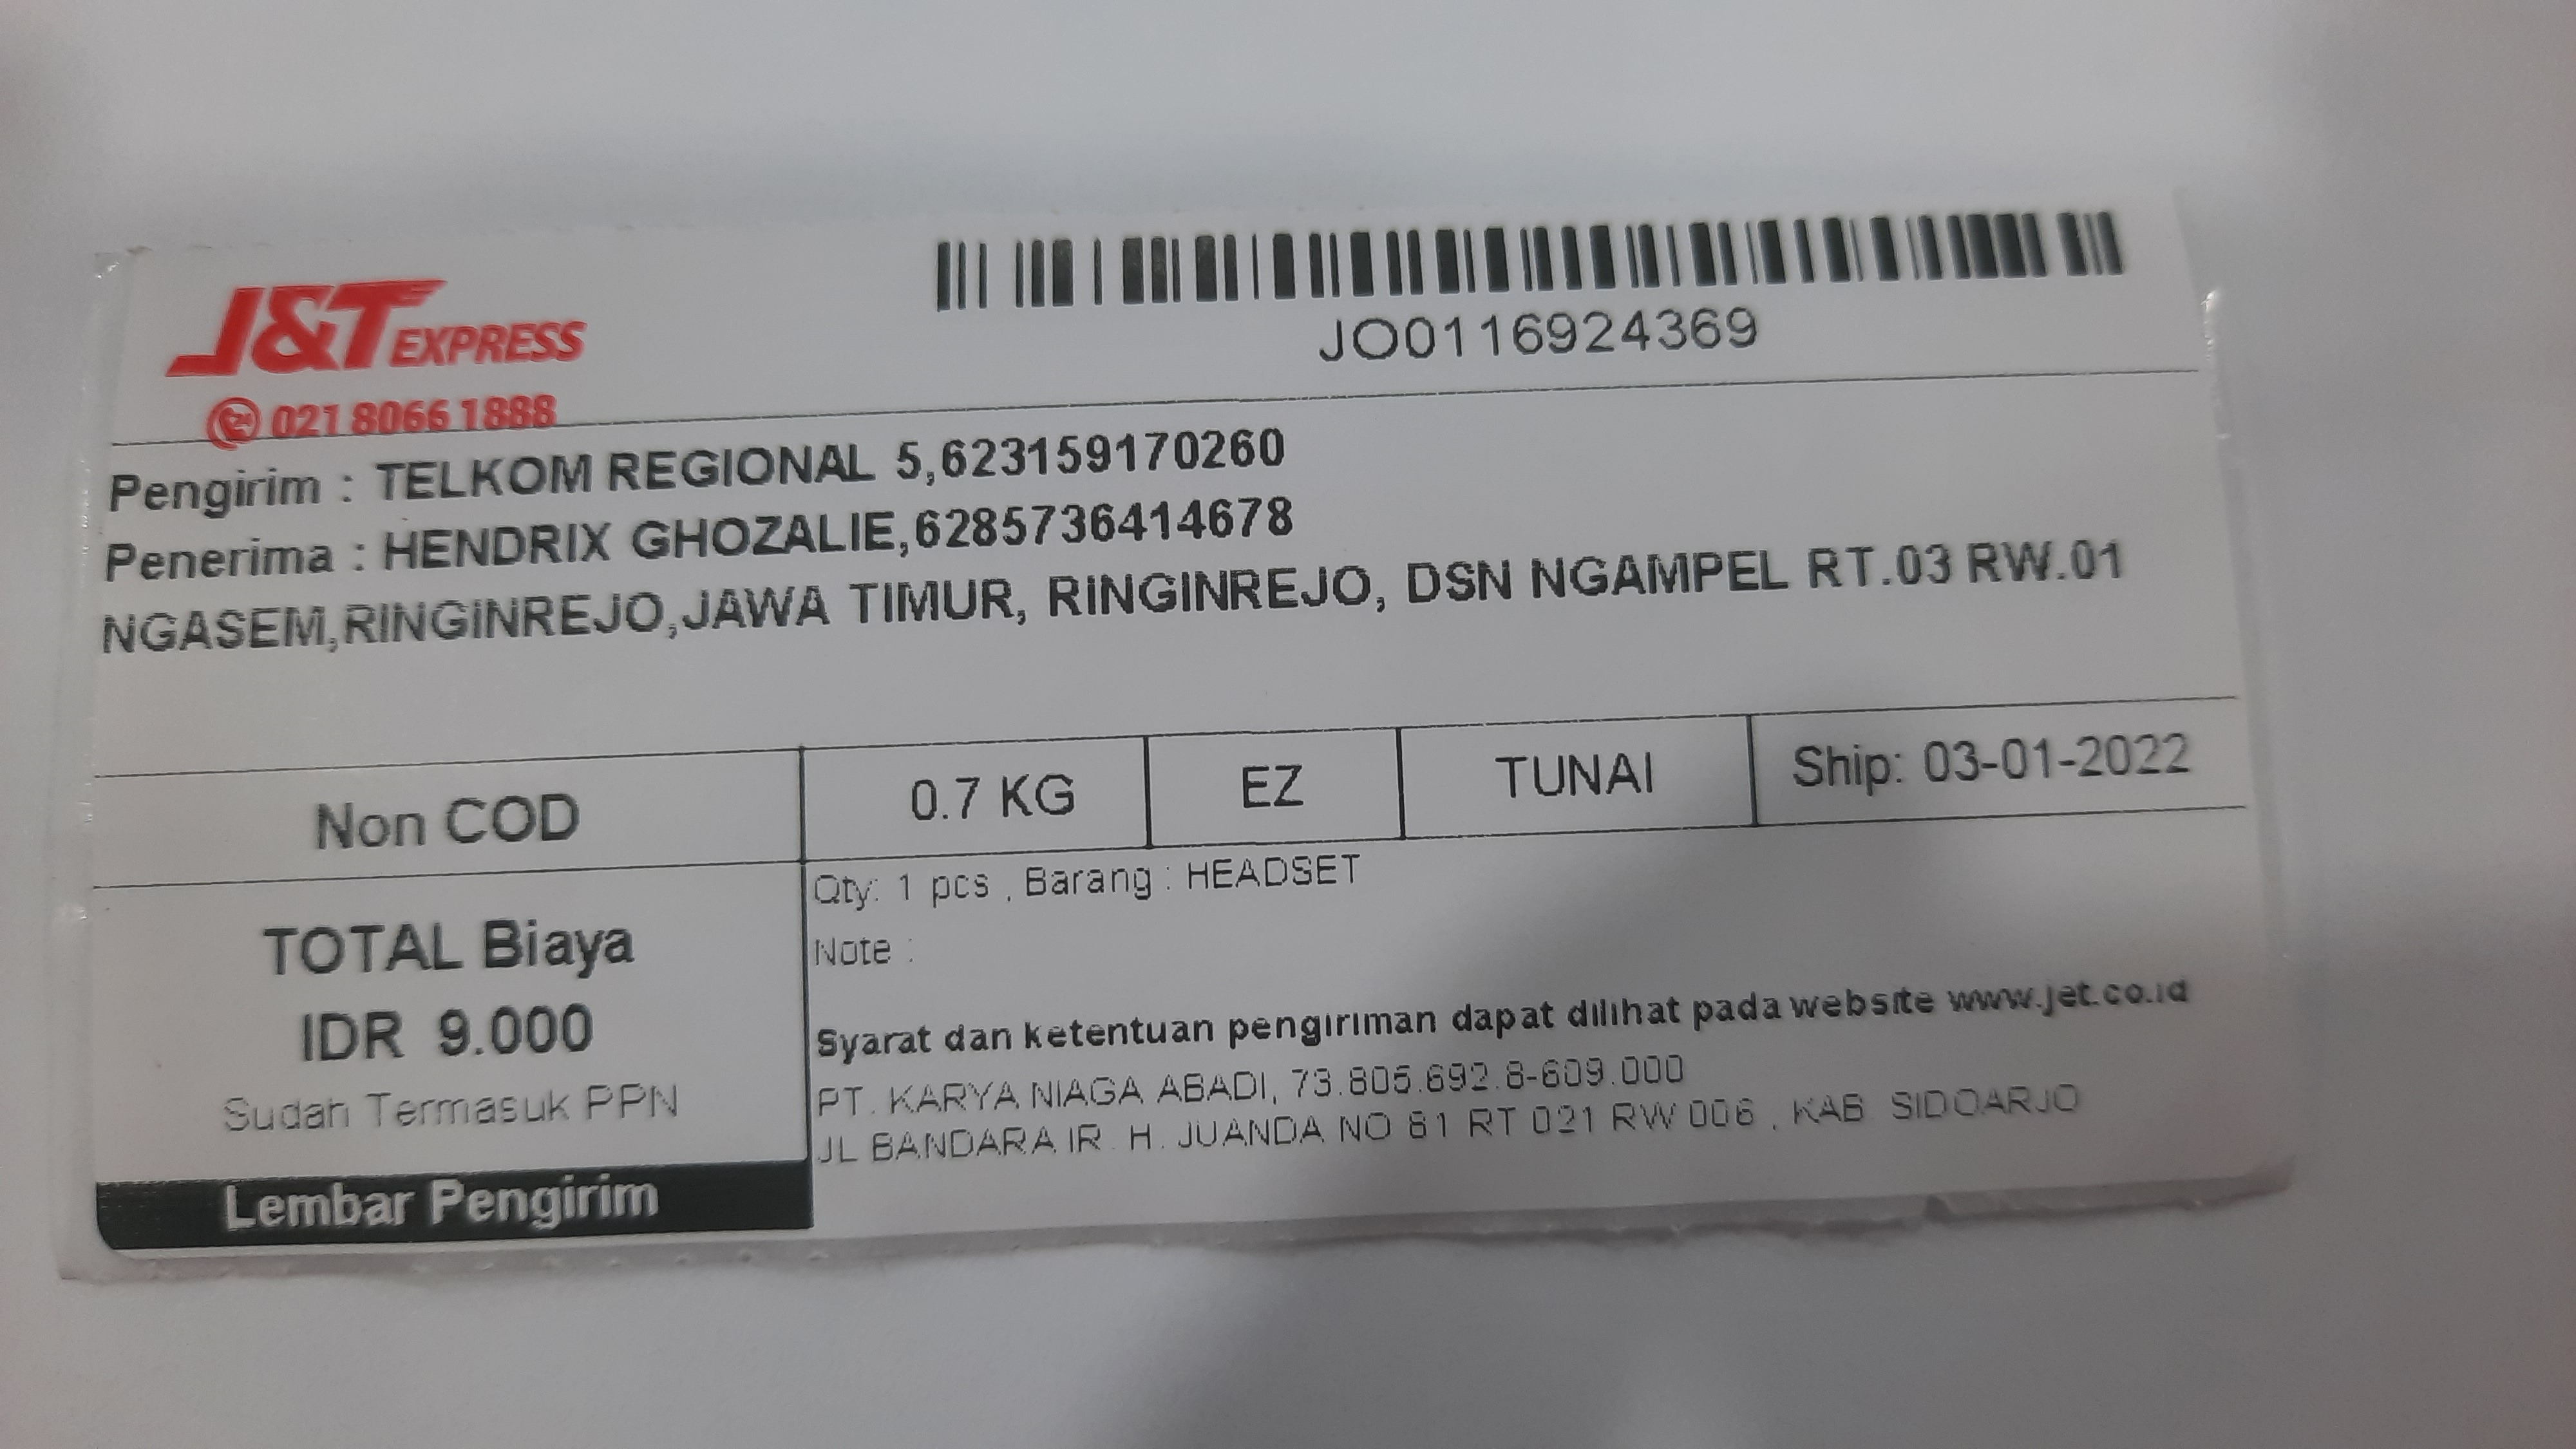 J&T EXPRESS
021 8066 1888
JO0116924369
Pengirim : TELKOM REGIONAL 5,623159170260
Penerima : HENDRIX GHOZALIE,6285736414678
NGASEM,RINGINREJO,JAWA TIMUR, RINGINREJO, DSN NGAMPEL RT.03 RW.01
Non COD
0.7 KG
EZ
TUNAI
Ship: 03-01-2022
TOTAL Biaya
IDR 9.000
Sudah Termasuk PPN
Lembar Pengirim
Qty: 1 pcs , Barang : HEADSET
Note :
Syarat dan ketentuan pengiriman dapat dilihat pada website www.jet.co.id
PT. KARYA NIAGA ABADI, 73.805.692.8-609.000
JL BANDARA IR. H. JUANDA NO 61 RT 021 RW 006 , KAB SIDOARJO